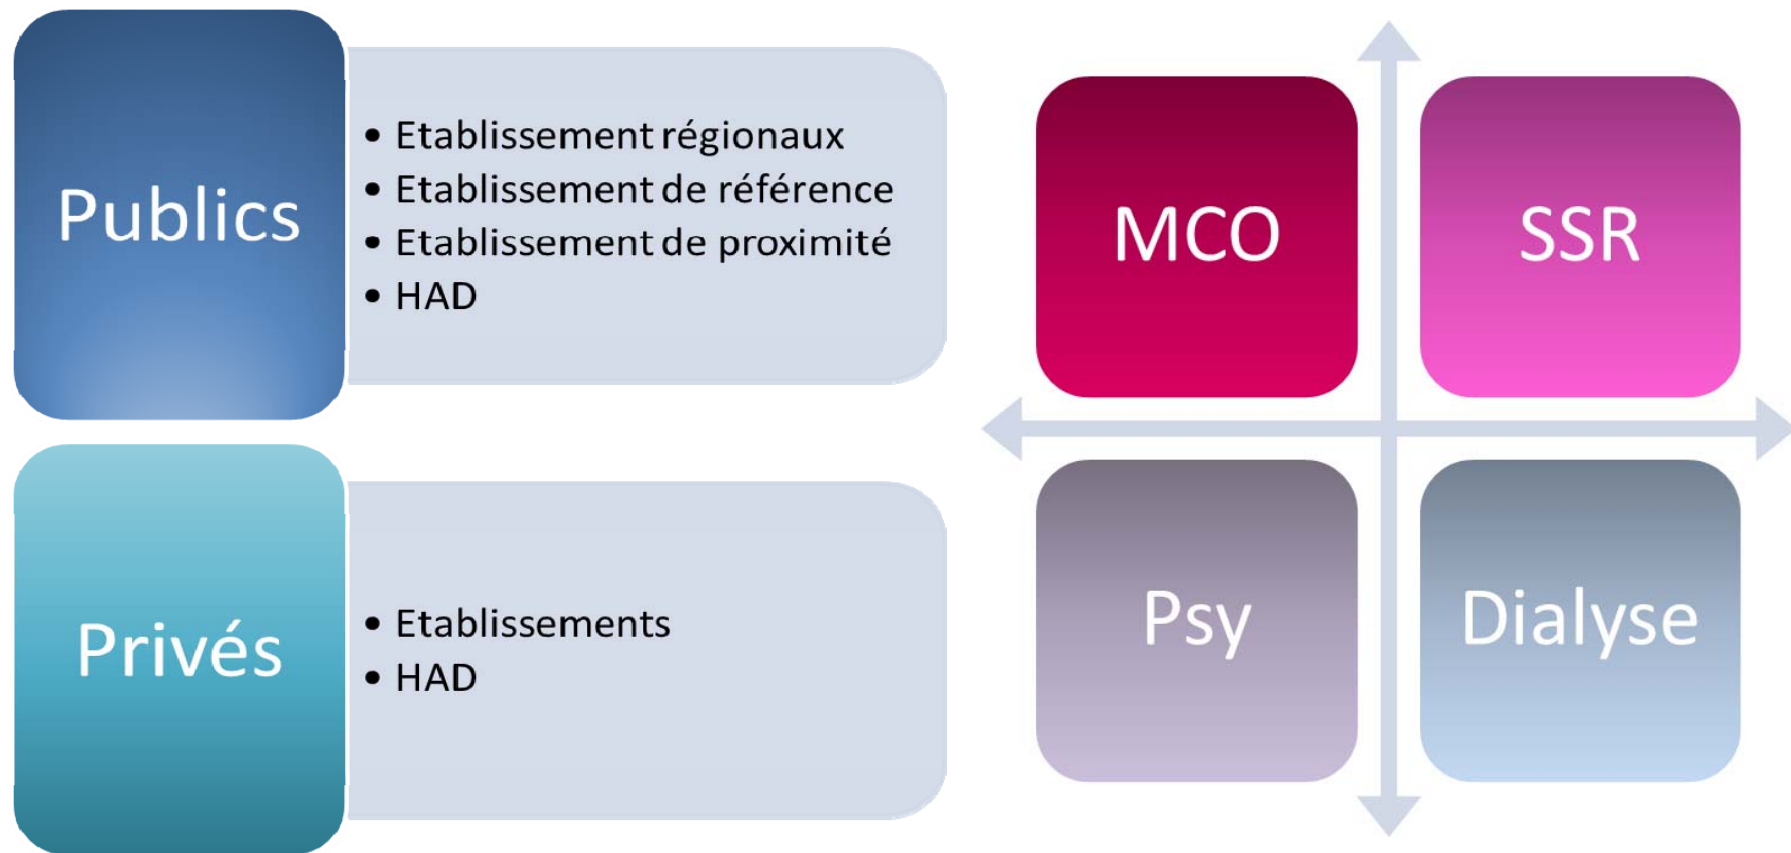 Publics
• Etablissement régionaux
• Etablissement de référence
• Etablissement de proximité
• HAD
Privés
• Etablissements
• HAD
MCO
SSR
Psy
Dialyse